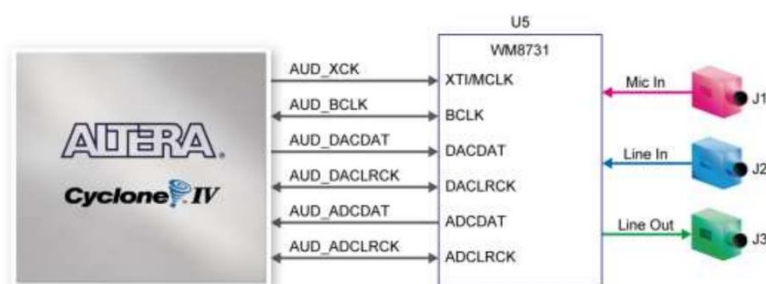 U5
WM8731
AUD_XCK
XTI/MCLK
Mic In
J1
AUD_BCLK
BCLK
ALTERA.
AUD_DACDAT
DACDAT
Line In
J2
Cyclone IV
AUD_DACLRCK
DACLRCK
AUD_ADCDAT
ADCDAT
Line Out
J3
AUD_ADCLRCK
ADCLRCK